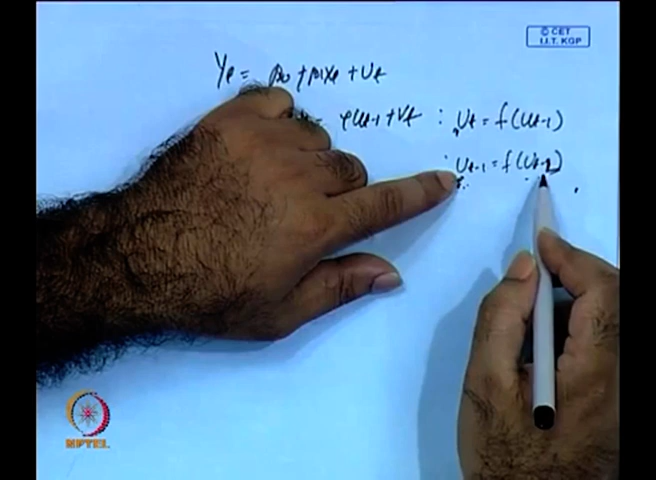 © CET
I.I.T. KGP
Yt = β0 + β1Xt + Ut
ρUt-1 + Vt : Ut = f(Ut-1)
: Ut-1 = f(Ut-2)
NPTEL